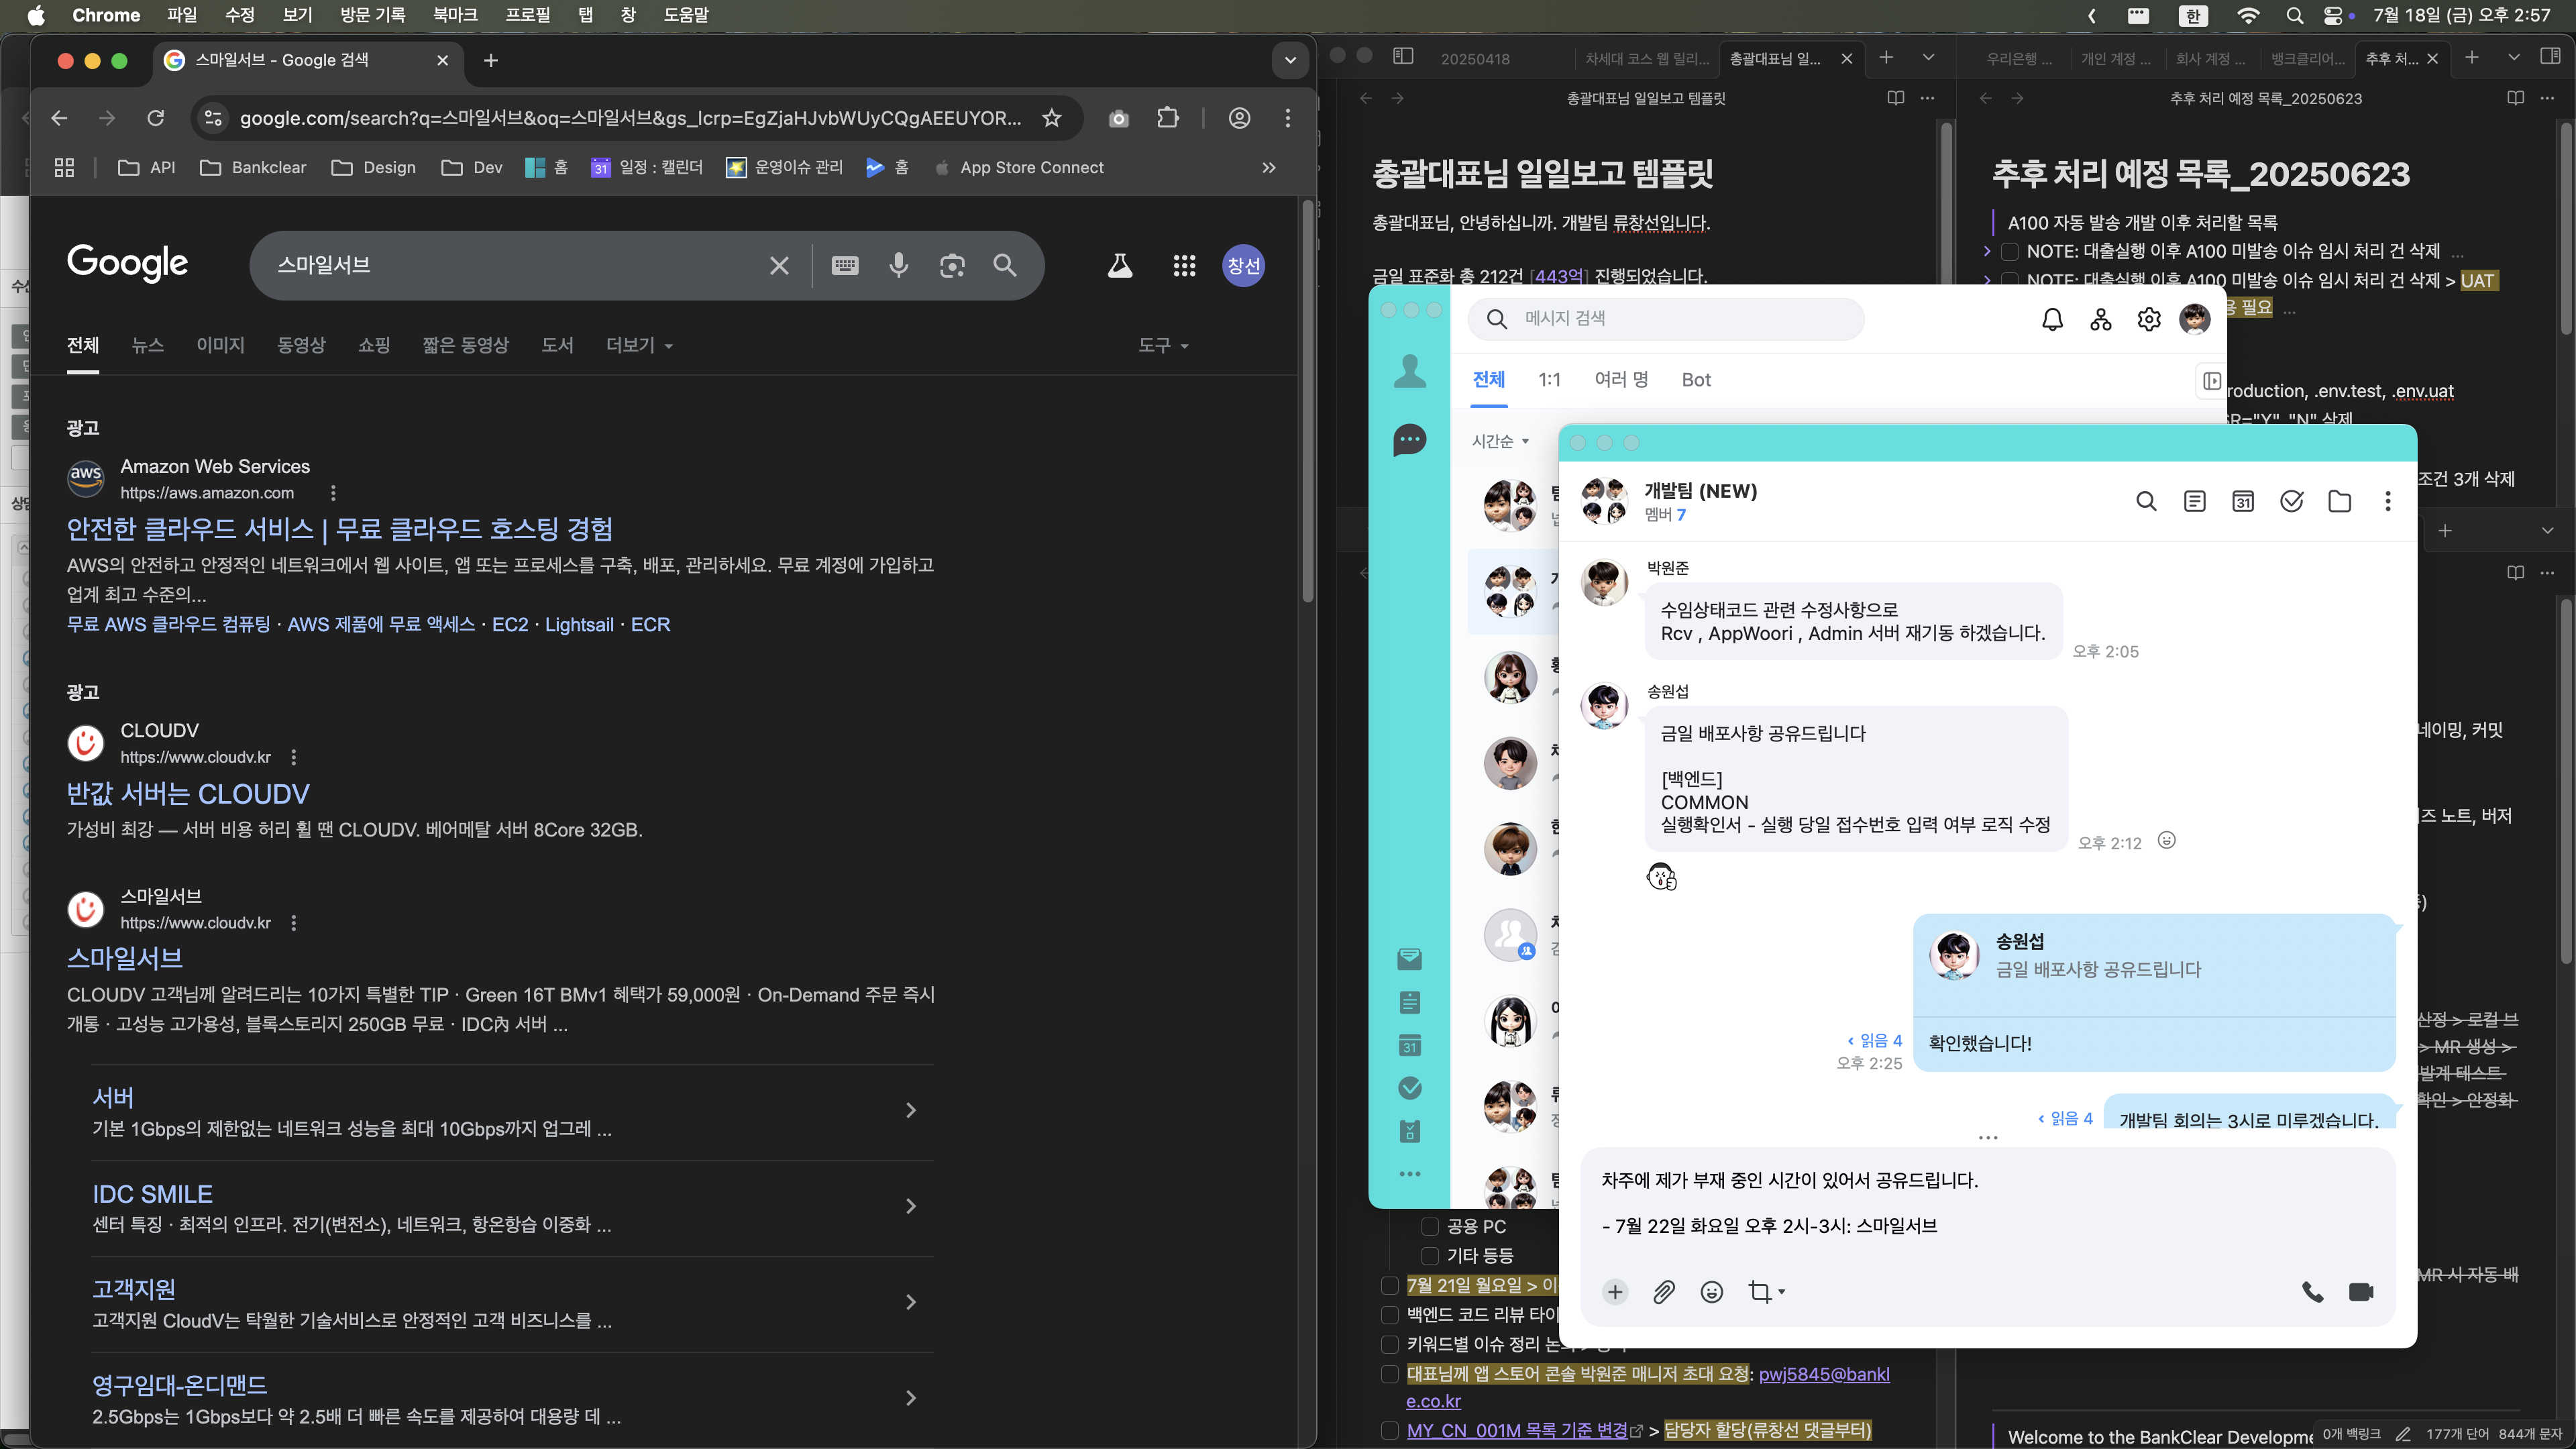 Chrome 파일 수정 보기 방문 기록 북마크 프로필 탭 창 도움말
한 7월 18일 (금) 오후 2:57
스마일서브 - Google 검색
google.com/search?q=스마일서브&oq=스마일서브&gs_lcrp=EgZjaHJvbWUyCQgAEEUYOR...
API Bankclear Design Dev 홈 31 일정 : 캘린더 운영이슈 관리 홈 App Store Connect
Google
스마일서브
창선
전체 뉴스 이미지 동영상 쇼핑 짧은 동영상 도서 더보기 도구
광고
aws
Amazon Web Services
https://aws.amazon.com
안전한 클라우드 서비스 | 무료 클라우드 호스팅 경험
AWS의 안전하고 안정적인 네트워크에서 웹 사이트, 앱 또는 프로세스를 구축, 배포, 관리하세요. 무료 계정에 가입하고
업계 최고 수준의...
무료 AWS 클라우드 컴퓨팅 · AWS 제품에 무료 액세스 · EC2 · Lightsail · ECR
광고
CLOUDV
https://www.cloudv.kr
반값 서버는 CLOUDV
가성비 최강 — 서버 비용 허리 휠 땐 CLOUDV. 베어메탈 서버 8Core 32GB.
스마일서브
https://www.cloudv.kr
스마일서브
CLOUDV 고객님께 알려드리는 10가지 특별한 TIP · Green 16T BMv1 혜택가 59,000원 · On-Demand 주문 즉시
개통 · 고성능 고가용성, 블록스토리지 250GB 무료 · IDC內 서버 ...
서버
기본 1Gbps의 제한없는 네트워크 성능을 최대 10Gbps까지 업그레 ...
IDC SMILE
센터 특징 · 최적의 인프라. 전기(변전소), 네트워크, 항온항습 이중화 ...
고객지원
고객지원 CloudV는 탁월한 기술서비스로 안정적인 고객 비즈니스를 ...
영구임대-온디맨드
2.5Gbps는 1Gbps보다 약 2.5배 더 빠른 속도를 제공하여 대용량 데 ...
20250418 차세대 코스 웹 릴리... 총괄대표님 일...
총괄대표님 일일보고 템플릿
총괄대표님 일일보고 템플릿
총괄대표님, 안녕하십니까. 개발팀 류창선입니다.
금일 표준화 총 212건 [443억] 진행되었습니다.
우리은행 ... 개인 계정 ... 회사 계정 ... 뱅크클리어... 추후 처...
추후 처리 예정 목록_20250623
추후 처리 예정 목록_20250623
A100 자동 발송 개발 이후 처리할 목록
NOTE: 대출실행 이후 A100 미발송 이슈 임시 처리 건 삭제 ...
NOTE: 대출실행 이후 A100 미발송 이슈 임시 처리 건 삭제 > UAT
용 필요 ...
roduction, .env.test, .env.uat
SR="Y", "N" 삭제
조건 3개 삭제
메시지 검색
전체 1:1 여러 명 Bot
시간순
31
개발팀 (NEW)
멤버 7
31
박원준
수임상태코드 관련 수정사항으로
Rcv , AppWoori , Admin 서버 재기동 하겠습니다.
오후 2:05
송원섭
금일 배포사항 공유드립니다
[백엔드]
COMMON
실행확인서 - 실행 당일 접수번호 입력 여부 로직 수정
오후 2:12
송원섭
금일 배포사항 공유드립니다
확인했습니다!
읽음 4
오후 2:25
읽음 4
개발팀 회의는 3시로 미루겠습니다.
차주에 제가 부재 중인 시간이 있어서 공유드립니다.
- 7월 22일 화요일 오후 2시-3시: 스마일서브
네이밍, 커밋
즈 노트, 버저
산정 > 로컬 브
> MR 생성 >
발계 테스트
확인 > 안정화
MR 시 자동 배
공용 PC
기타 등등
7월 21일 월요일 > 이
백엔드 코드 리뷰 타이
키워드별 이슈 정리 논의
대표님께 앱 스토어 콘솔 박원준 매니저 초대 요청: pwj5845@bankl
e.co.kr
MY_CN_001M 목록 기준 변경 > 담당자 할당(류창선 댓글부터)
Welcome to the BankClear Developme
0개 백링크 177개 단어 844개 문자